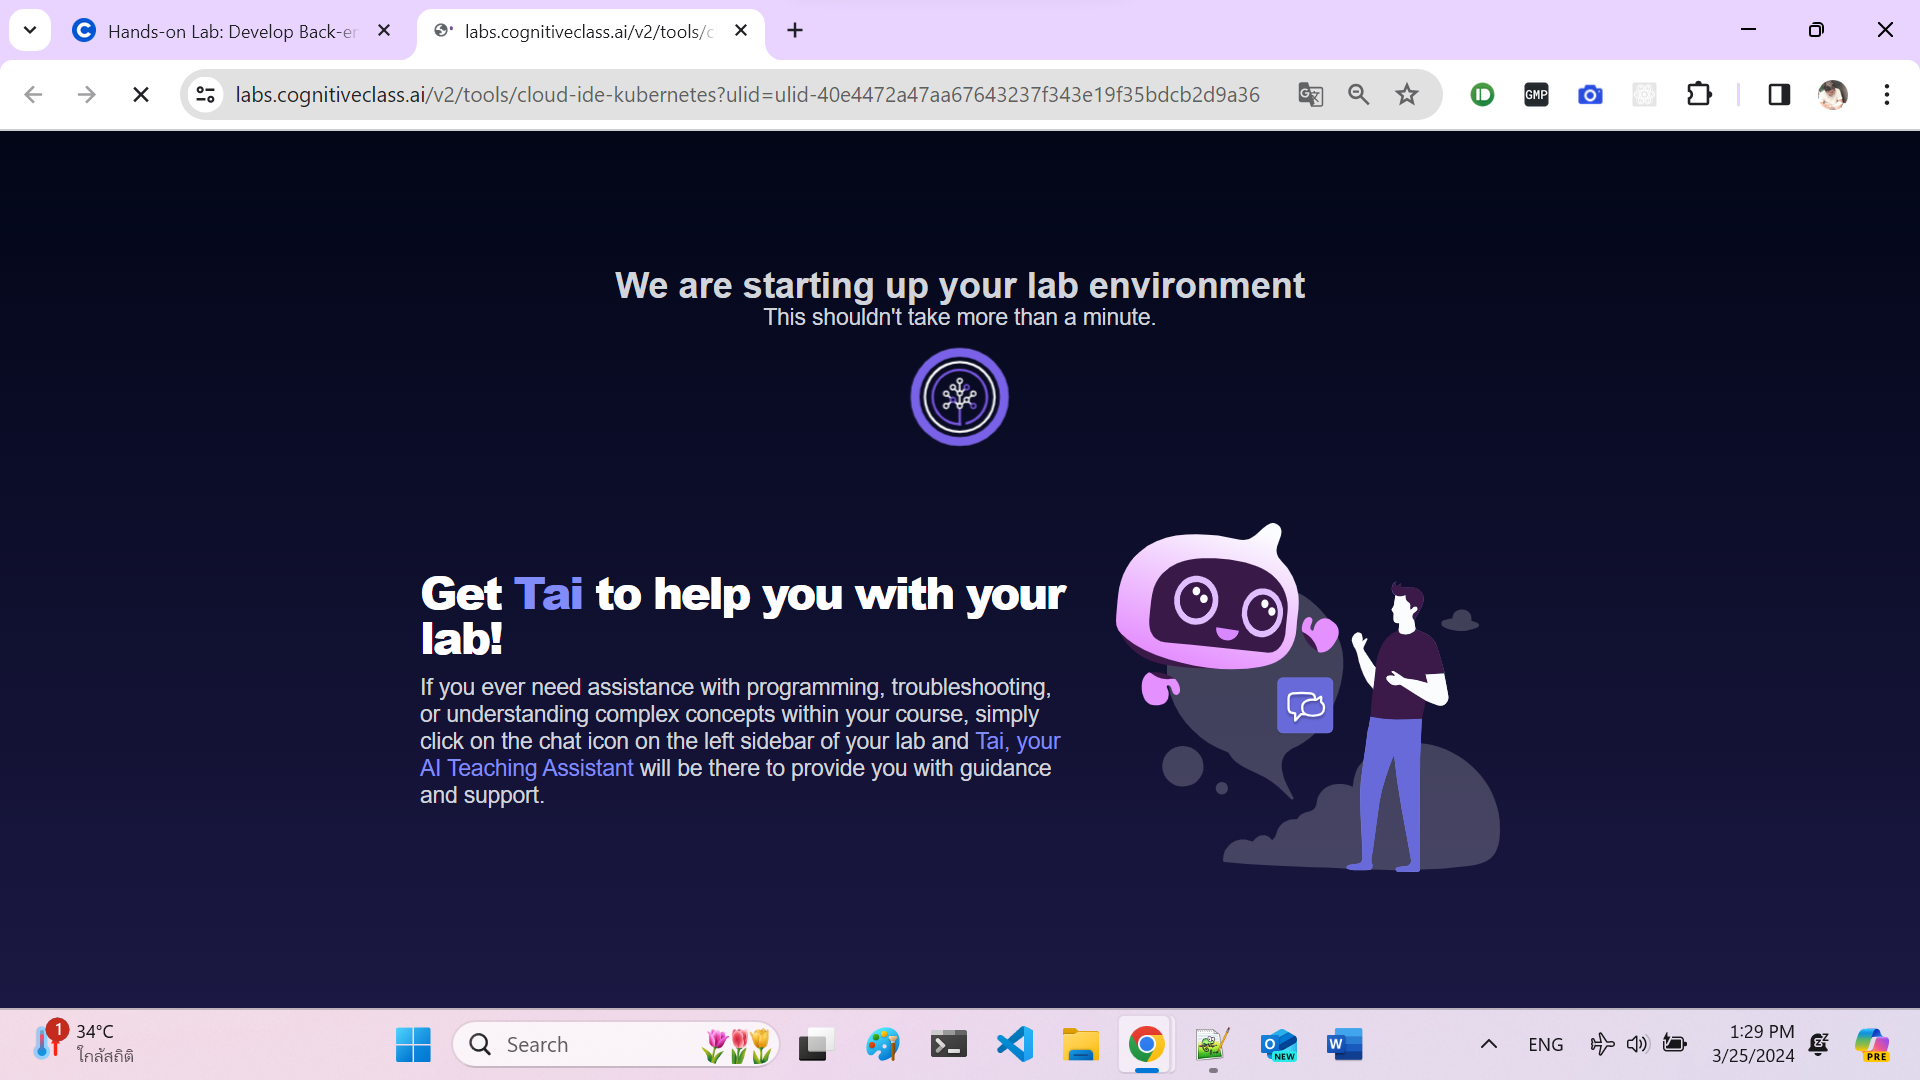 Hands-on Lab: Develop Back-er
labs.cognitiveclass.ai/v2/tools/c
labs.cognitiveclass.ai/v2/tools/cloud-ide-kubernetes?ulid=ulid-40e4472a47aa67643237f343e19f35bdcb2d9a36
GMP
We are starting up your lab environment
This shouldn't take more than a minute.
Get Tai to help you with your
lab!
If you ever need assistance with programming, troubleshooting,
or understanding complex concepts within your course, simply
click on the chat icon on the left sidebar of your lab and Tai, your
AI Teaching Assistant will be there to provide you with guidance
and support.
1
34°C
ใกล้สถิติ
Search
NEW
ENG
1:29 PM
3/25/2024
PRE